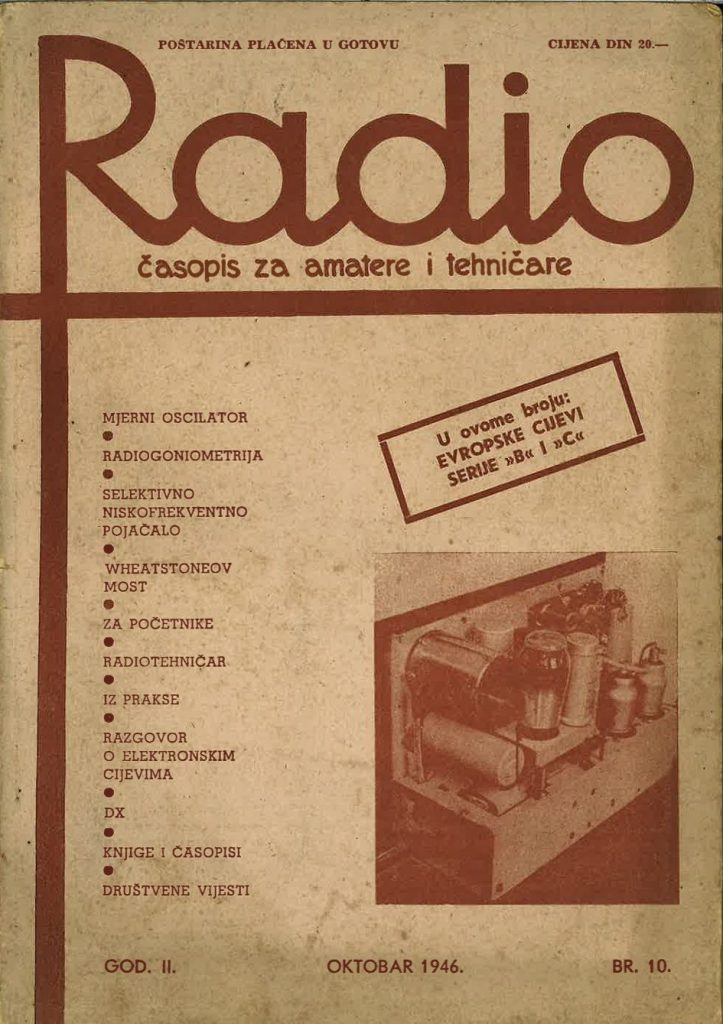 POŠTARINA PLAĆENA U GOTOVU
CIJENA DIN 20.—
Radio
časopis za amatere i tehničare
MJERNI OSCILATOR
RADIOGONIOMETRIJA
SELEKTIVNO
NISKOFREKVENTNO
POJAČALO
WHEATSTONEOV
MOST
ZA POČETNIKE
RADIOTEHNIČAR
IZ PRAKSE
RAZGOVOR
O ELEKTRONSKIM
CIJEVIMA
DX
KNJIGE I ČASOPISI
DRUŠTVENE VIJESTI
U ovome broju:
EVROPSKE CIJEVI
SERIJE »B« I »C«
GOD. II.
OKTOBAR 1946.
BR. 10.